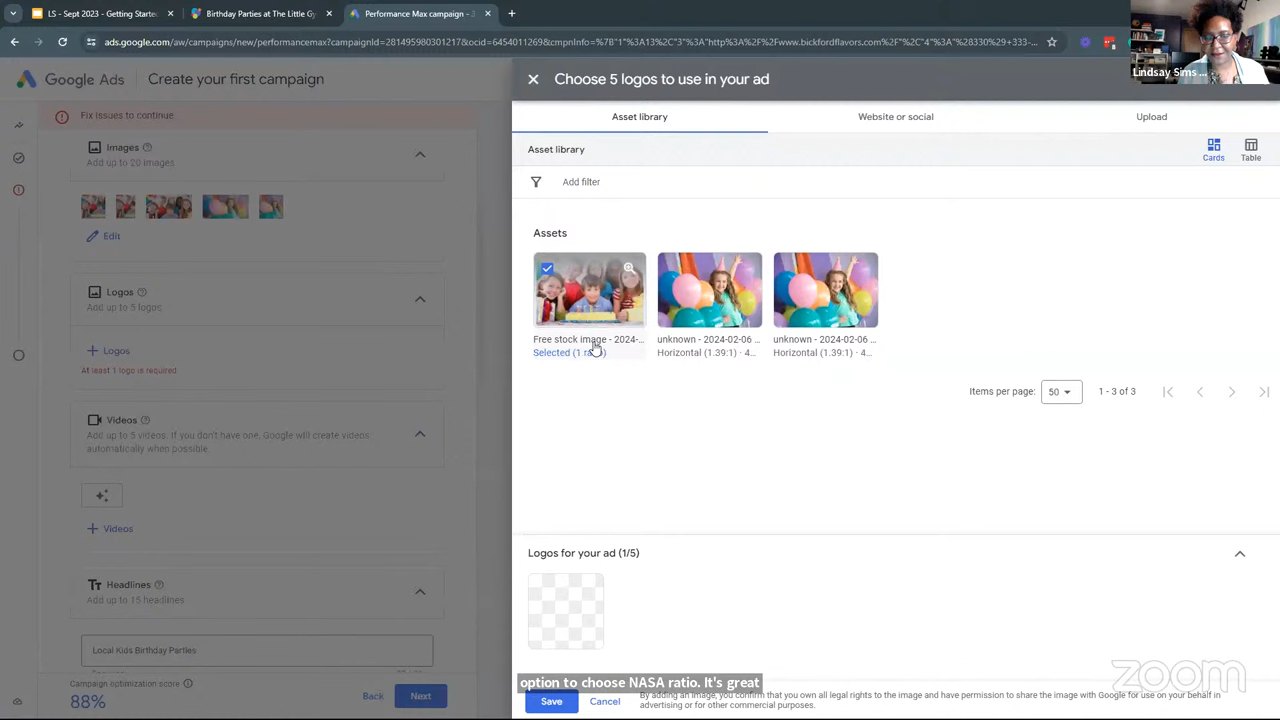 LS - Sept 2023 - Getting Starte
Birthday Parties at The Little Gy
Performance Max campaign -
ads.google.com/aw/campaigns/new/performancemax?campaignId=281495980301237&ocid=6454011269&cmpnInfo=%7B"1"%3A13%2C"3"%3A"http%3A%2F%2Fwww.bickfordflavors.com"%2C"4"%3A"%28330%29+333-...
Lindsay Sims ...
Google Ads
Create your first campaign
Choose 5 logos to use in your ad
Fix issues to continue.
Asset library
Website or social
Upload
Images
Add up to 20 images
Asset library
Cards
Table
Add filter
Edit
Assets
Logos
Add up to 5 logos
Free stock image - 2024-...
unknown - 2024-02-06 ...
unknown - 2024-02-06 ...
Logos
Selected (1
Horizontal (1.39:1) · 4...
Horizontal (1.39:1) · 4...
At least 1 logo is required
Items per page:
50
1 - 3 of 3
Videos
Add up to 5 videos. If you don't have one, Google will create videos
automatically when possible.
Videos
Logos for your ad (1/5)
Headlines
Add up to 15 headlines
Local Kids Birthday Parties
zoom
option to choose NASA ratio. It's great
Campaign optimization score
88%
Back
Next
Save
Cancel
By adding an image, you confirm that you own all legal rights to the image and have permission to share the image with Google for use on your behalf in
advertising or for other commercial purposes.